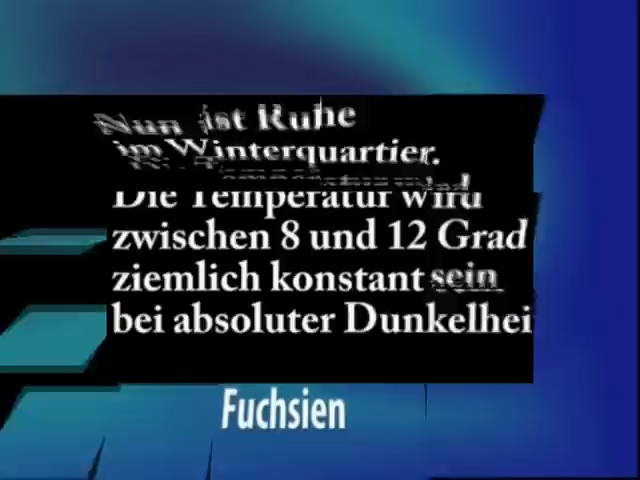 Nun ist Ruhe
im Winterquartier.
Die Temperatur wird
zwischen 8 und 12 Grad
ziemlich konstant sein
bei absoluter Dunkelhei
Fuchsien